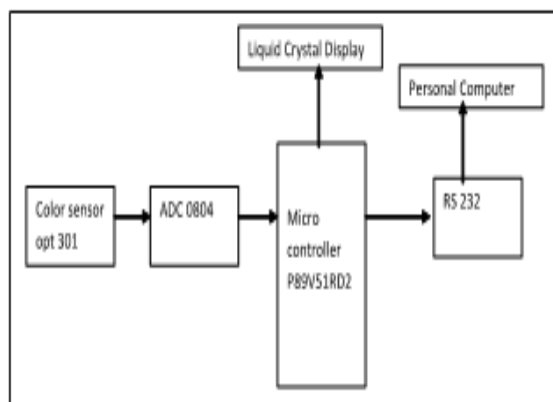 Liquid Crystal Display
Personal Computer
Color sensor
opt 301
ADC 0804
Micro
controller
P89V51RD2
RS 232